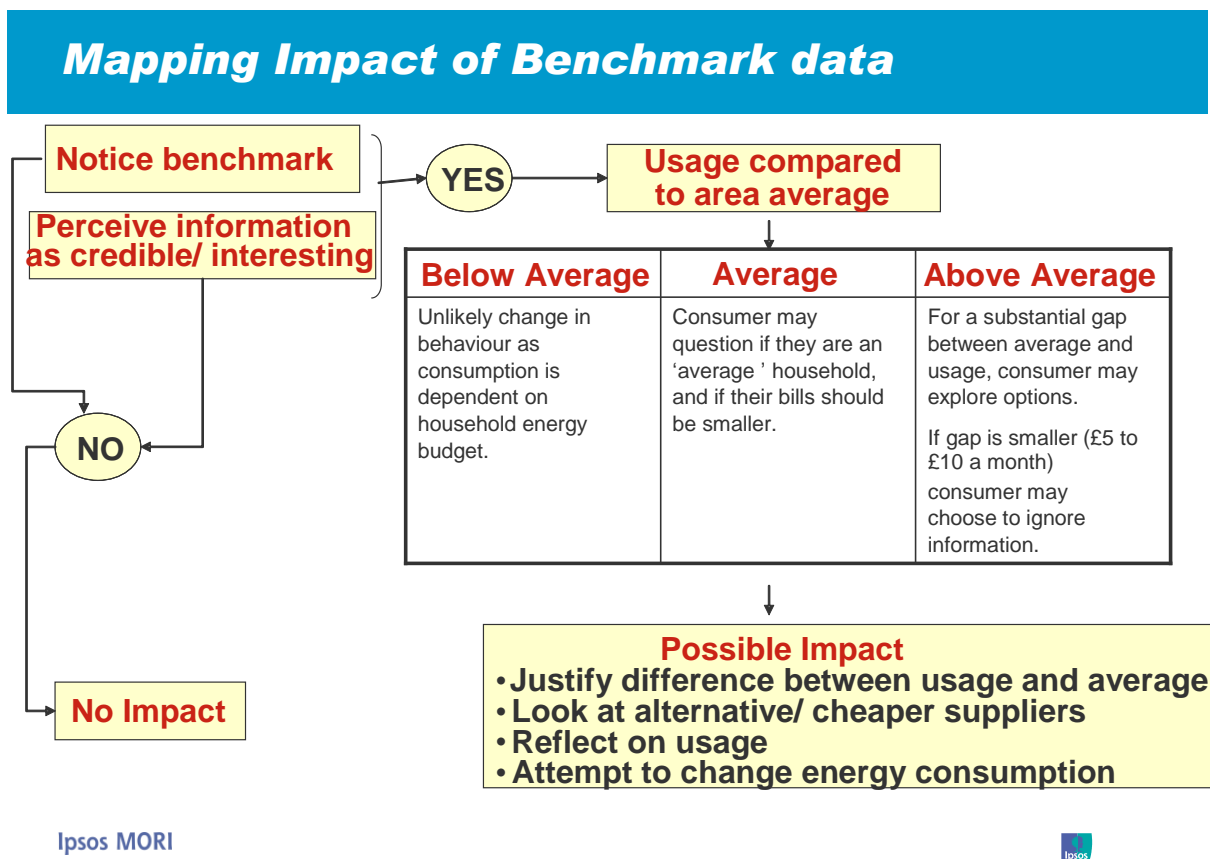 Mapping Impact of Benchmark data
Notice benchmark
Perceive information
as credible/ interesting
YES
Usage compared
to area average
Below Average
Unlikely change in
behaviour as
consumption is
dependent on
household energy
budget.
Average
Consumer may
question if they are an
‘average ’ household,
and if their bills should
be smaller.
Above Average
For a substantial gap
between average and
usage, consumer may
explore options.
If gap is smaller (£5 to
£10 a month)
consumer may
choose to ignore
information.
NO
No Impact
Possible Impact
•Justify difference between usage and average
•Look at alternative/ cheaper suppliers
•Reflect on usage
•Attempt to change energy consumption
Ipsos MORI
Ipsos